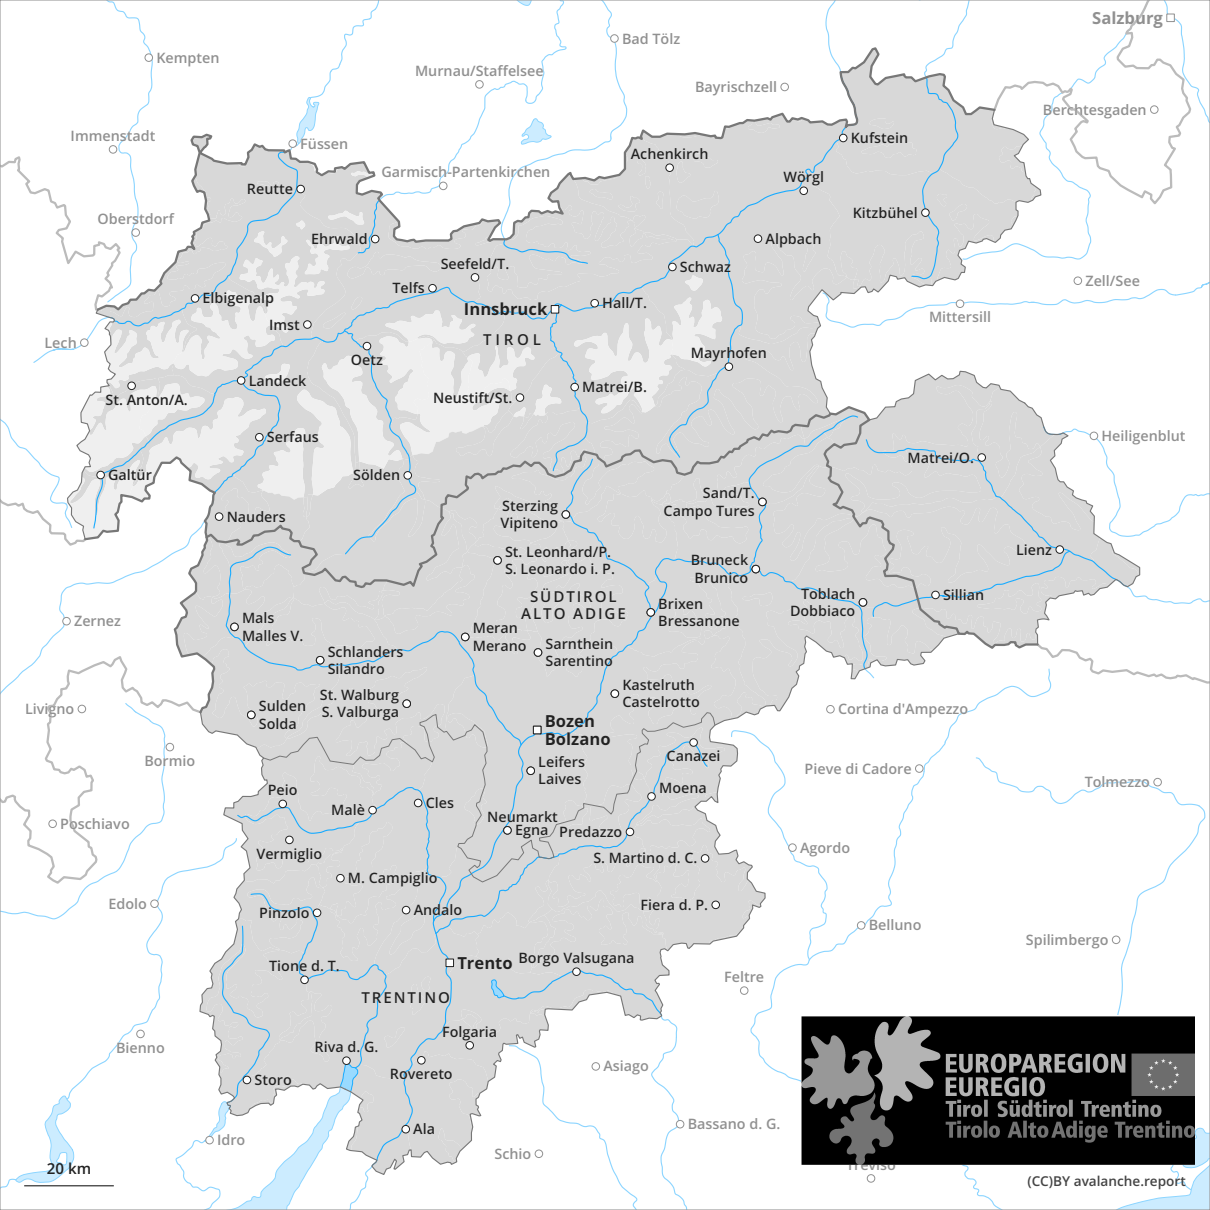 Salzburg
Bad Tölz
Kempten
Murnau/Staffelsee
Bayrischzell
Berchtesgaden
Immenstadt
Füssen
Kufstein
Achenkirch
Garmisch-Partenkirchen
Wörgl
Reutte
Oberstdorf
Kitzbühel
Ehrwald
Alpbach
Seefeld/T.
Schwaz
Zell/See
Telfs
Elbigenalp
Hall/T.
Innsbruck
Mittersill
Imst
TIROL
Lech
Oetz
Mayrhofen
Landeck
Matrei/B.
St. Anton/A.
Neustift/St.
Serfaus
Heiligenblut
Matrei/O.
Galtür
Sölden
Sand/T.
Campo Tures
Sterzing
Vipiteno
Nauders
Lienz
St. Leonhard/P.
S. Leonardo i. P.
Bruneck
Brunico
SÜDTIROL
ALTO ADIGE
Toblach
Dobbiaco
Sillian
Brixen
Bressanone
Zernez
Mals
Malles V.
Meran
Merano
Sarnthein
Sarentino
Schlanders
Silandro
Kastelruth
Castelrotto
St. Walburg
S. Valburga
Livigno
Sulden
Solda
Cortina d'Ampezzo
Bozen
Bolzano
Bormio
Canazei
Leifers
Laives
Pieve di Cadore
Tolmezzo
Peio
Moena
Malè
Cles
Neumarkt
Egna
Predazzo
Poschiavo
Vermiglio
Agordo
S. Martino d. C.
M. Campiglio
Edolo
Pinzolo
Andalo
Fiera d. P.
Belluno
Spilimbergo
Trento
Borgo Valsugana
Tione d. T.
Feltre
TRENTINO
Folgaria
Bienno
Riva d. G.
Rovereto
Asiago
Storo
EUROPAREGION
EUREGIO
Tirol Südtirol Trentino
Tirolo Alto Adige Trentino
Ala
Idro
Bassano d. G.
Schio
Treviso
20 km
(CC)BY avalanche.report